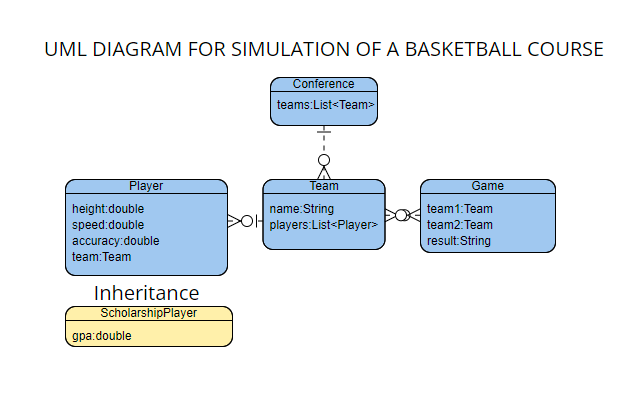 UML DIAGRAM FOR SIMULATION OF A BASKETBALL COURSE
Conference
teams:List<Team>
Player
height:double
speed:double
accuracy:double
team:Team
Team
name:String
players:List<Player>
Game
team1:Team
team2:Team
result:String
Inheritance
ScholarshipPlayer
gpa:double